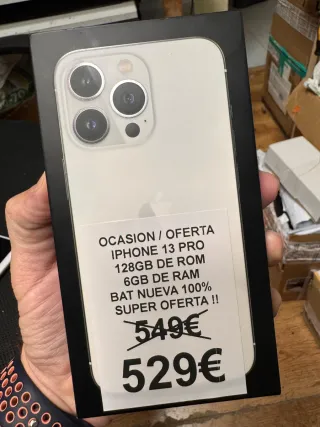 OCASION / OFERTA
IPHONE 13 PRO
128GB DE ROM
6GB DE RAM
BAT NUEVA 100%
SUPER OFERTA !!
549€
529€